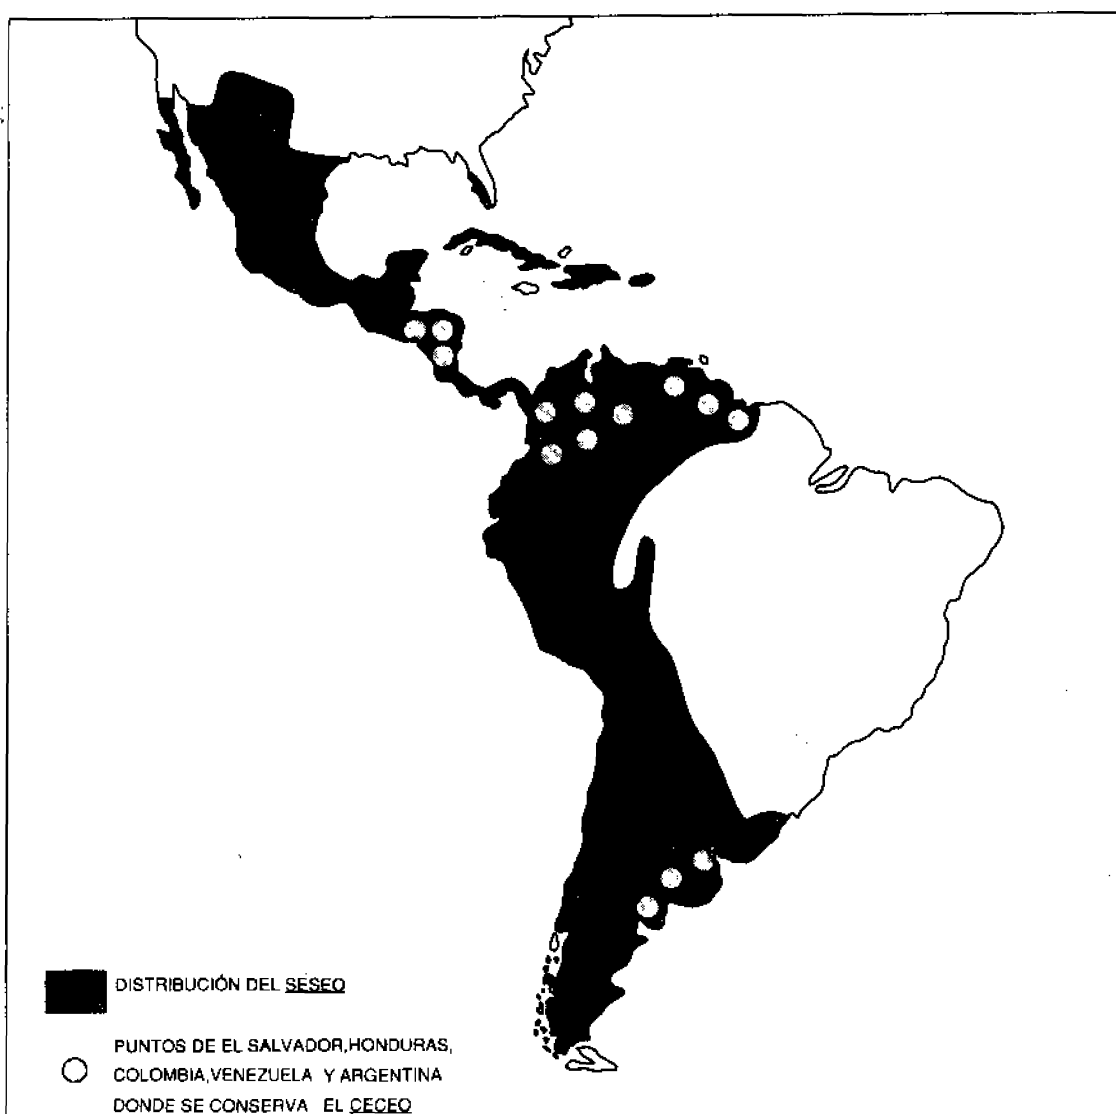 DISTRIBUCIÓN DEL SESEO
PUNTOS DE EL SALVADOR,HONDURAS,
COLOMBIA,VENEZUELA Y ARGENTINA
DONDE SE CONSERVA EL CECEO